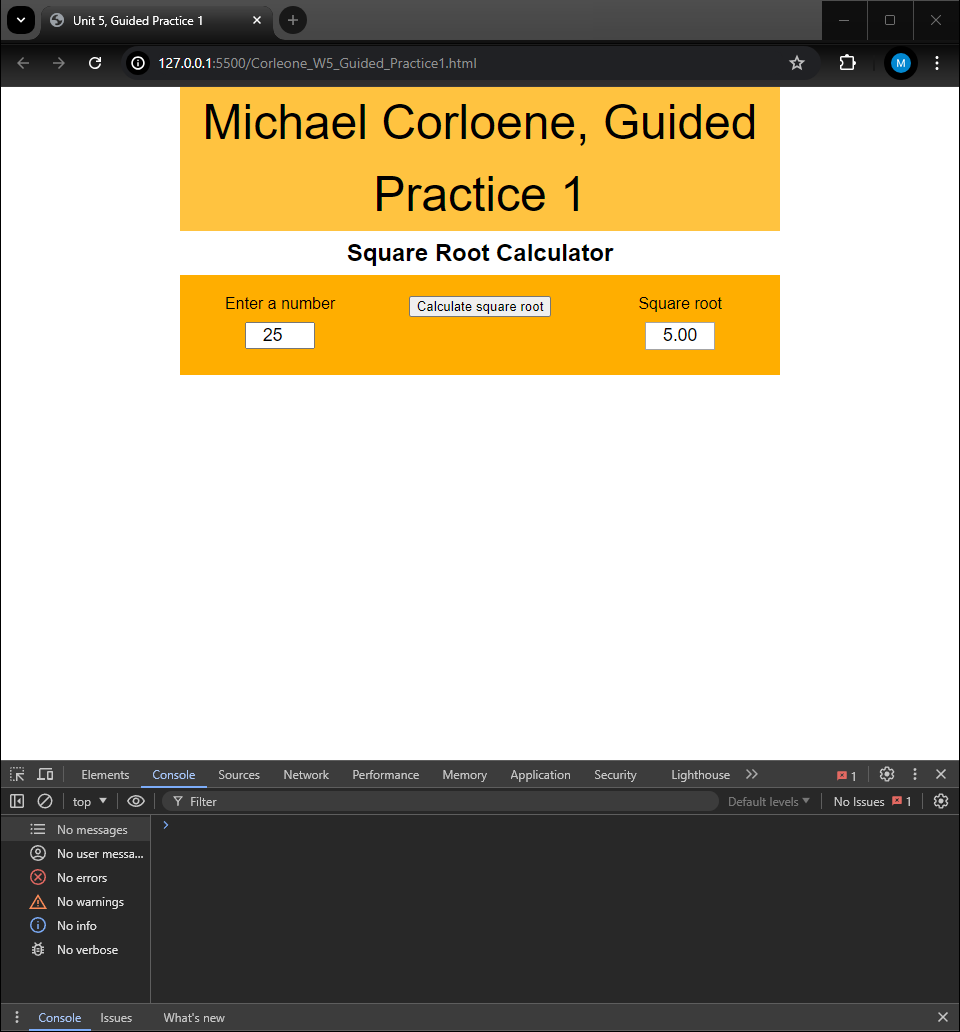 Unit 5, Guided Practice 1
127.0.0.1:5500/Corleone_W5_Guided_Practice1.html
M
Michael Corloene, Guided
Practice 1
Square Root Calculator
Enter a number
Calculate square root
Square root
25
5.00
Elements Console Sources Network Performance Memory Application Security Lighthouse 1
top Filter Default levels No Issues 1
No messages
No user messa...
No errors
No warnings
No info
No verbose
Console Issues What's new